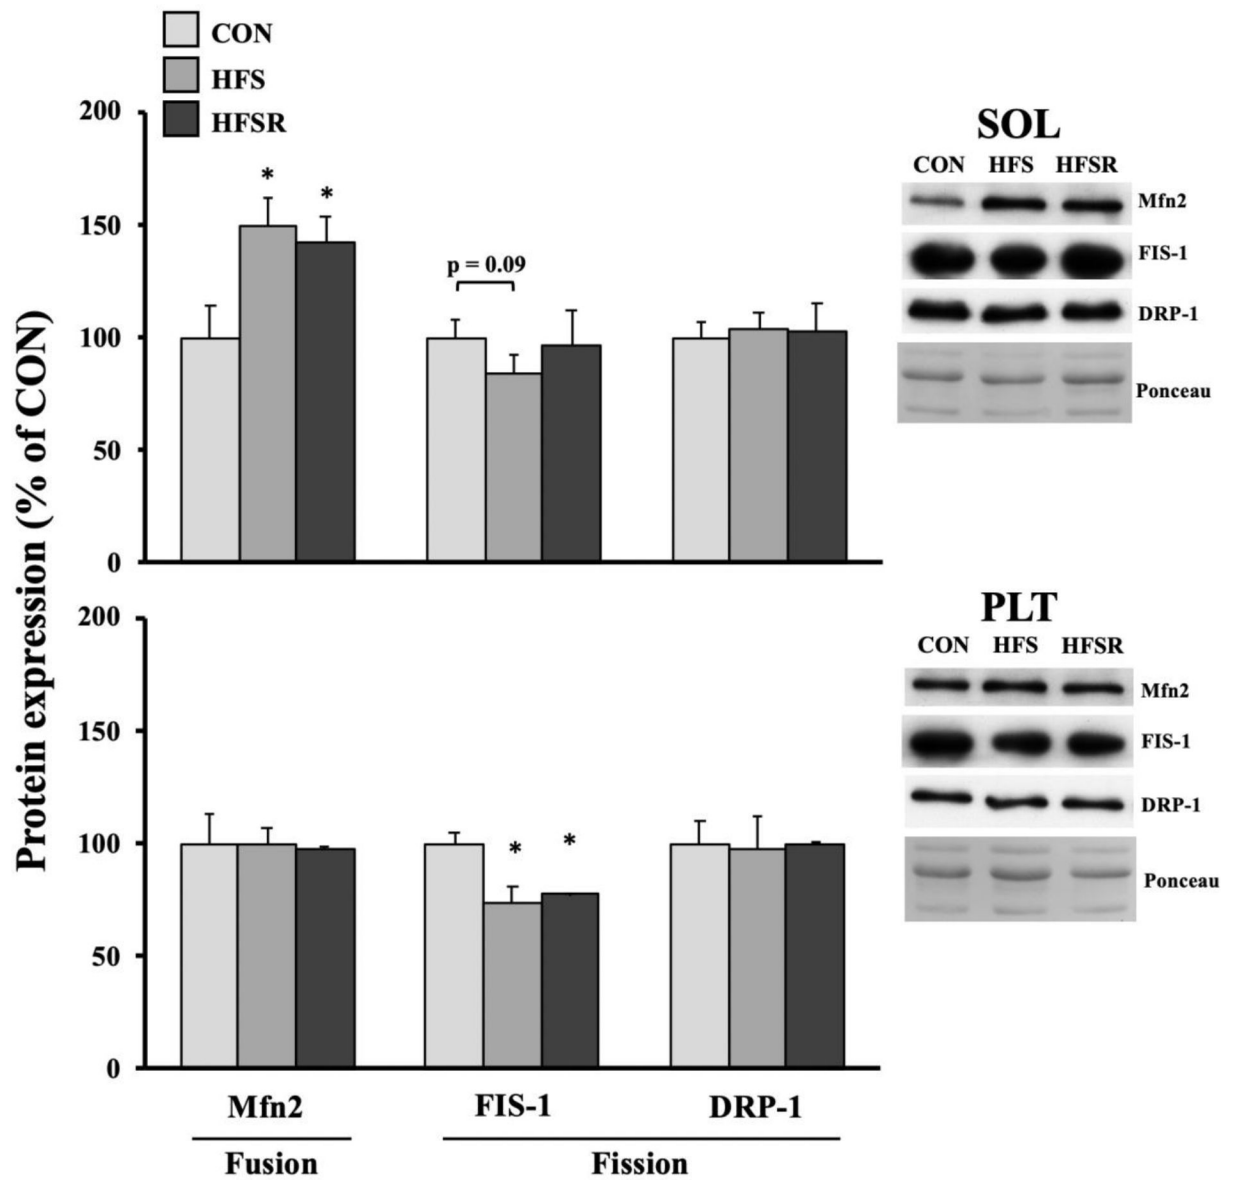 CON
HFS
HFSR
Protein expression (% of CON)
200
150
100
50
0
*
*
p = 0.09
SOL
CON HFS HFSR
Mfn2
FIS-1
DRP-1
Ponceau
200
150
100
50
0
*
*
PLT
CON HFS HFSR
Mfn2
FIS-1
DRP-1
Ponceau
Mfn2 FIS-1 DRP-1
Fusion Fission